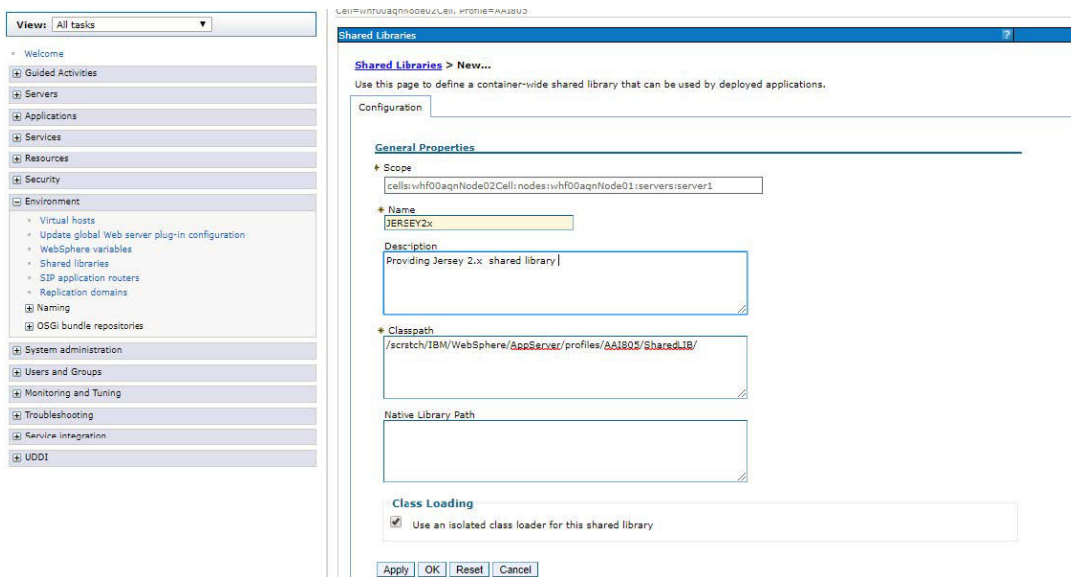 Cell=whf00aqnNode02Cell, Profile=AAI805
View: All tasks
Shared Libraries ?
Welcome
Guided Activities
Servers
Applications
Services
Resources
Security
Environment
Virtual hosts
Update global Web server plug-in configuration
WebSphere variables
Shared libraries
SIP application routers
Replication domains
Naming
OSGi bundle repositories
System administration
Users and Groups
Monitoring and Tuning
Troubleshooting
Service integration
UDDI
Shared Libraries > New...
Use this page to define a container-wide shared library that can be used by deployed applications.
Configuration
General Properties
Scope
cells:whf00aqnNode02Cell:nodes:whf00aqnNode01:servers:server1
Name
JERSEY2x
Description
Providing Jersey 2.x shared library
Classpath
/scratch/IBM/WebSphere/AppServer/profiles/AAI805/SharedLIB/
Native Library Path
Class Loading
Use an isolated class loader for this shared library
Apply OK Reset Cancel